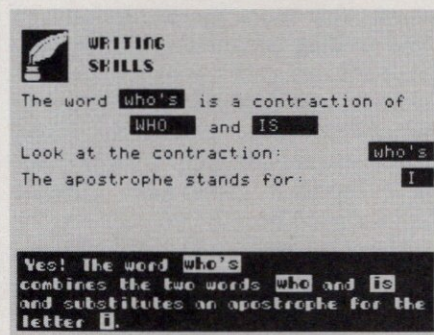 WRITING
SKILLS
The word who's is a contraction of
WHO and IS
Look at the contraction: who's
The apostrophe stands for: I
Yes! The word who's
combines the two words who and is
and substitutes an apostrophe for the
letter i.